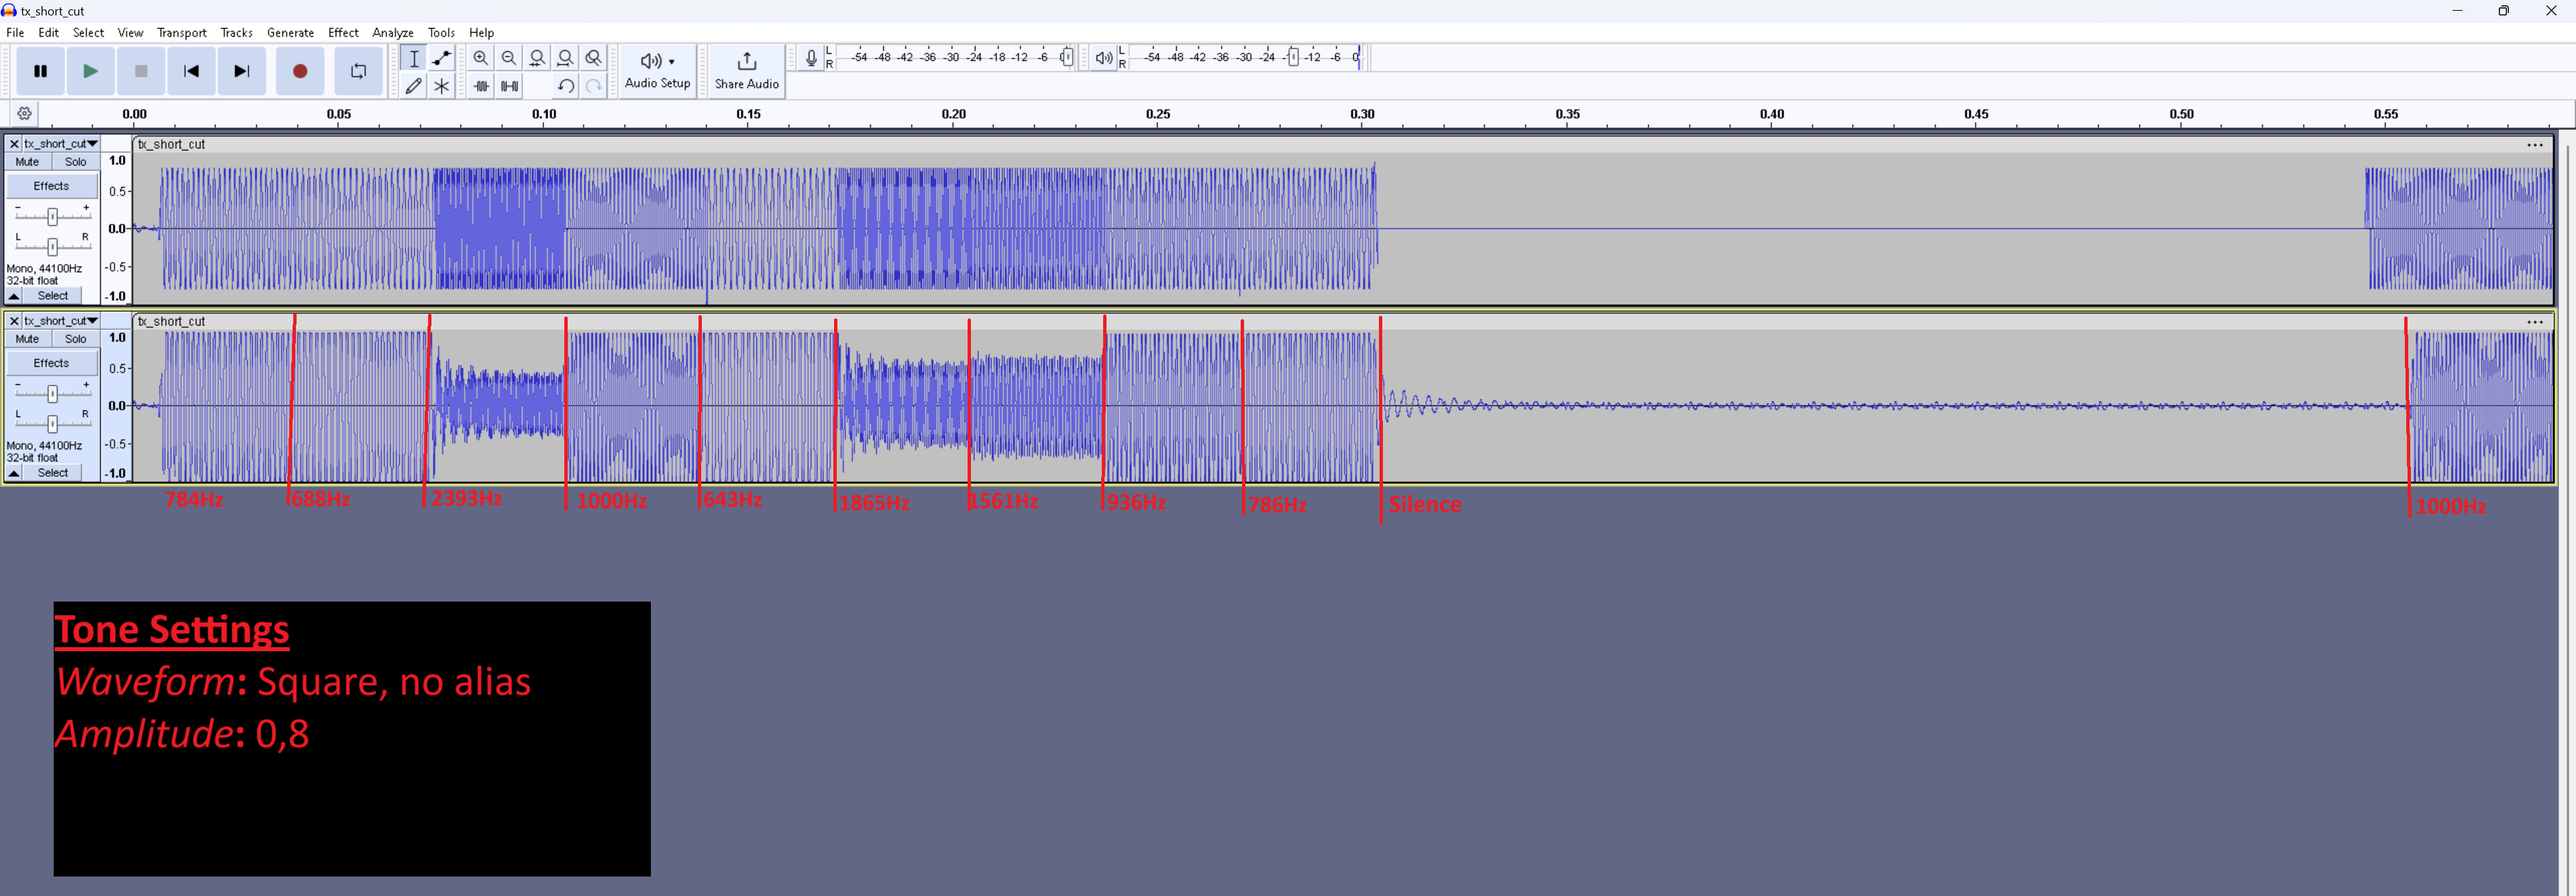 tx_short_cut
File Edit Select View Transport Tracks Generate Effect Analyze Tools Help
Audio Setup
Share Audio
L
R
-54 -48 -42 -36 -30 -24 -18 -12 -6
L
R
-54 -48 -42 -36 -30 -24 -12 -6 0
0.00 0.05 0.10 0.15 0.20 0.25 0.30 0.35 0.40 0.45 0.50 0.55
tx_short_cut
tx_short_cut
Mute Solo
Effects
- +
L R
Mono, 44100Hz
32-bit float
Select
1.0
0.5
0.0
-0.5
-1.0
tx_short_cut
tx_short_cut
Mute Solo
Effects
- +
L R
Mono, 44100Hz
32-bit float
Select
1.0
0.5
0.0
-0.5
-1.0
784Hz 688Hz 2393Hz 1000Hz 643Hz 1865Hz 1561Hz 936Hz 786Hz Silence 1000Hz
Tone Settings
Waveform: Square, no alias
Amplitude: 0,8